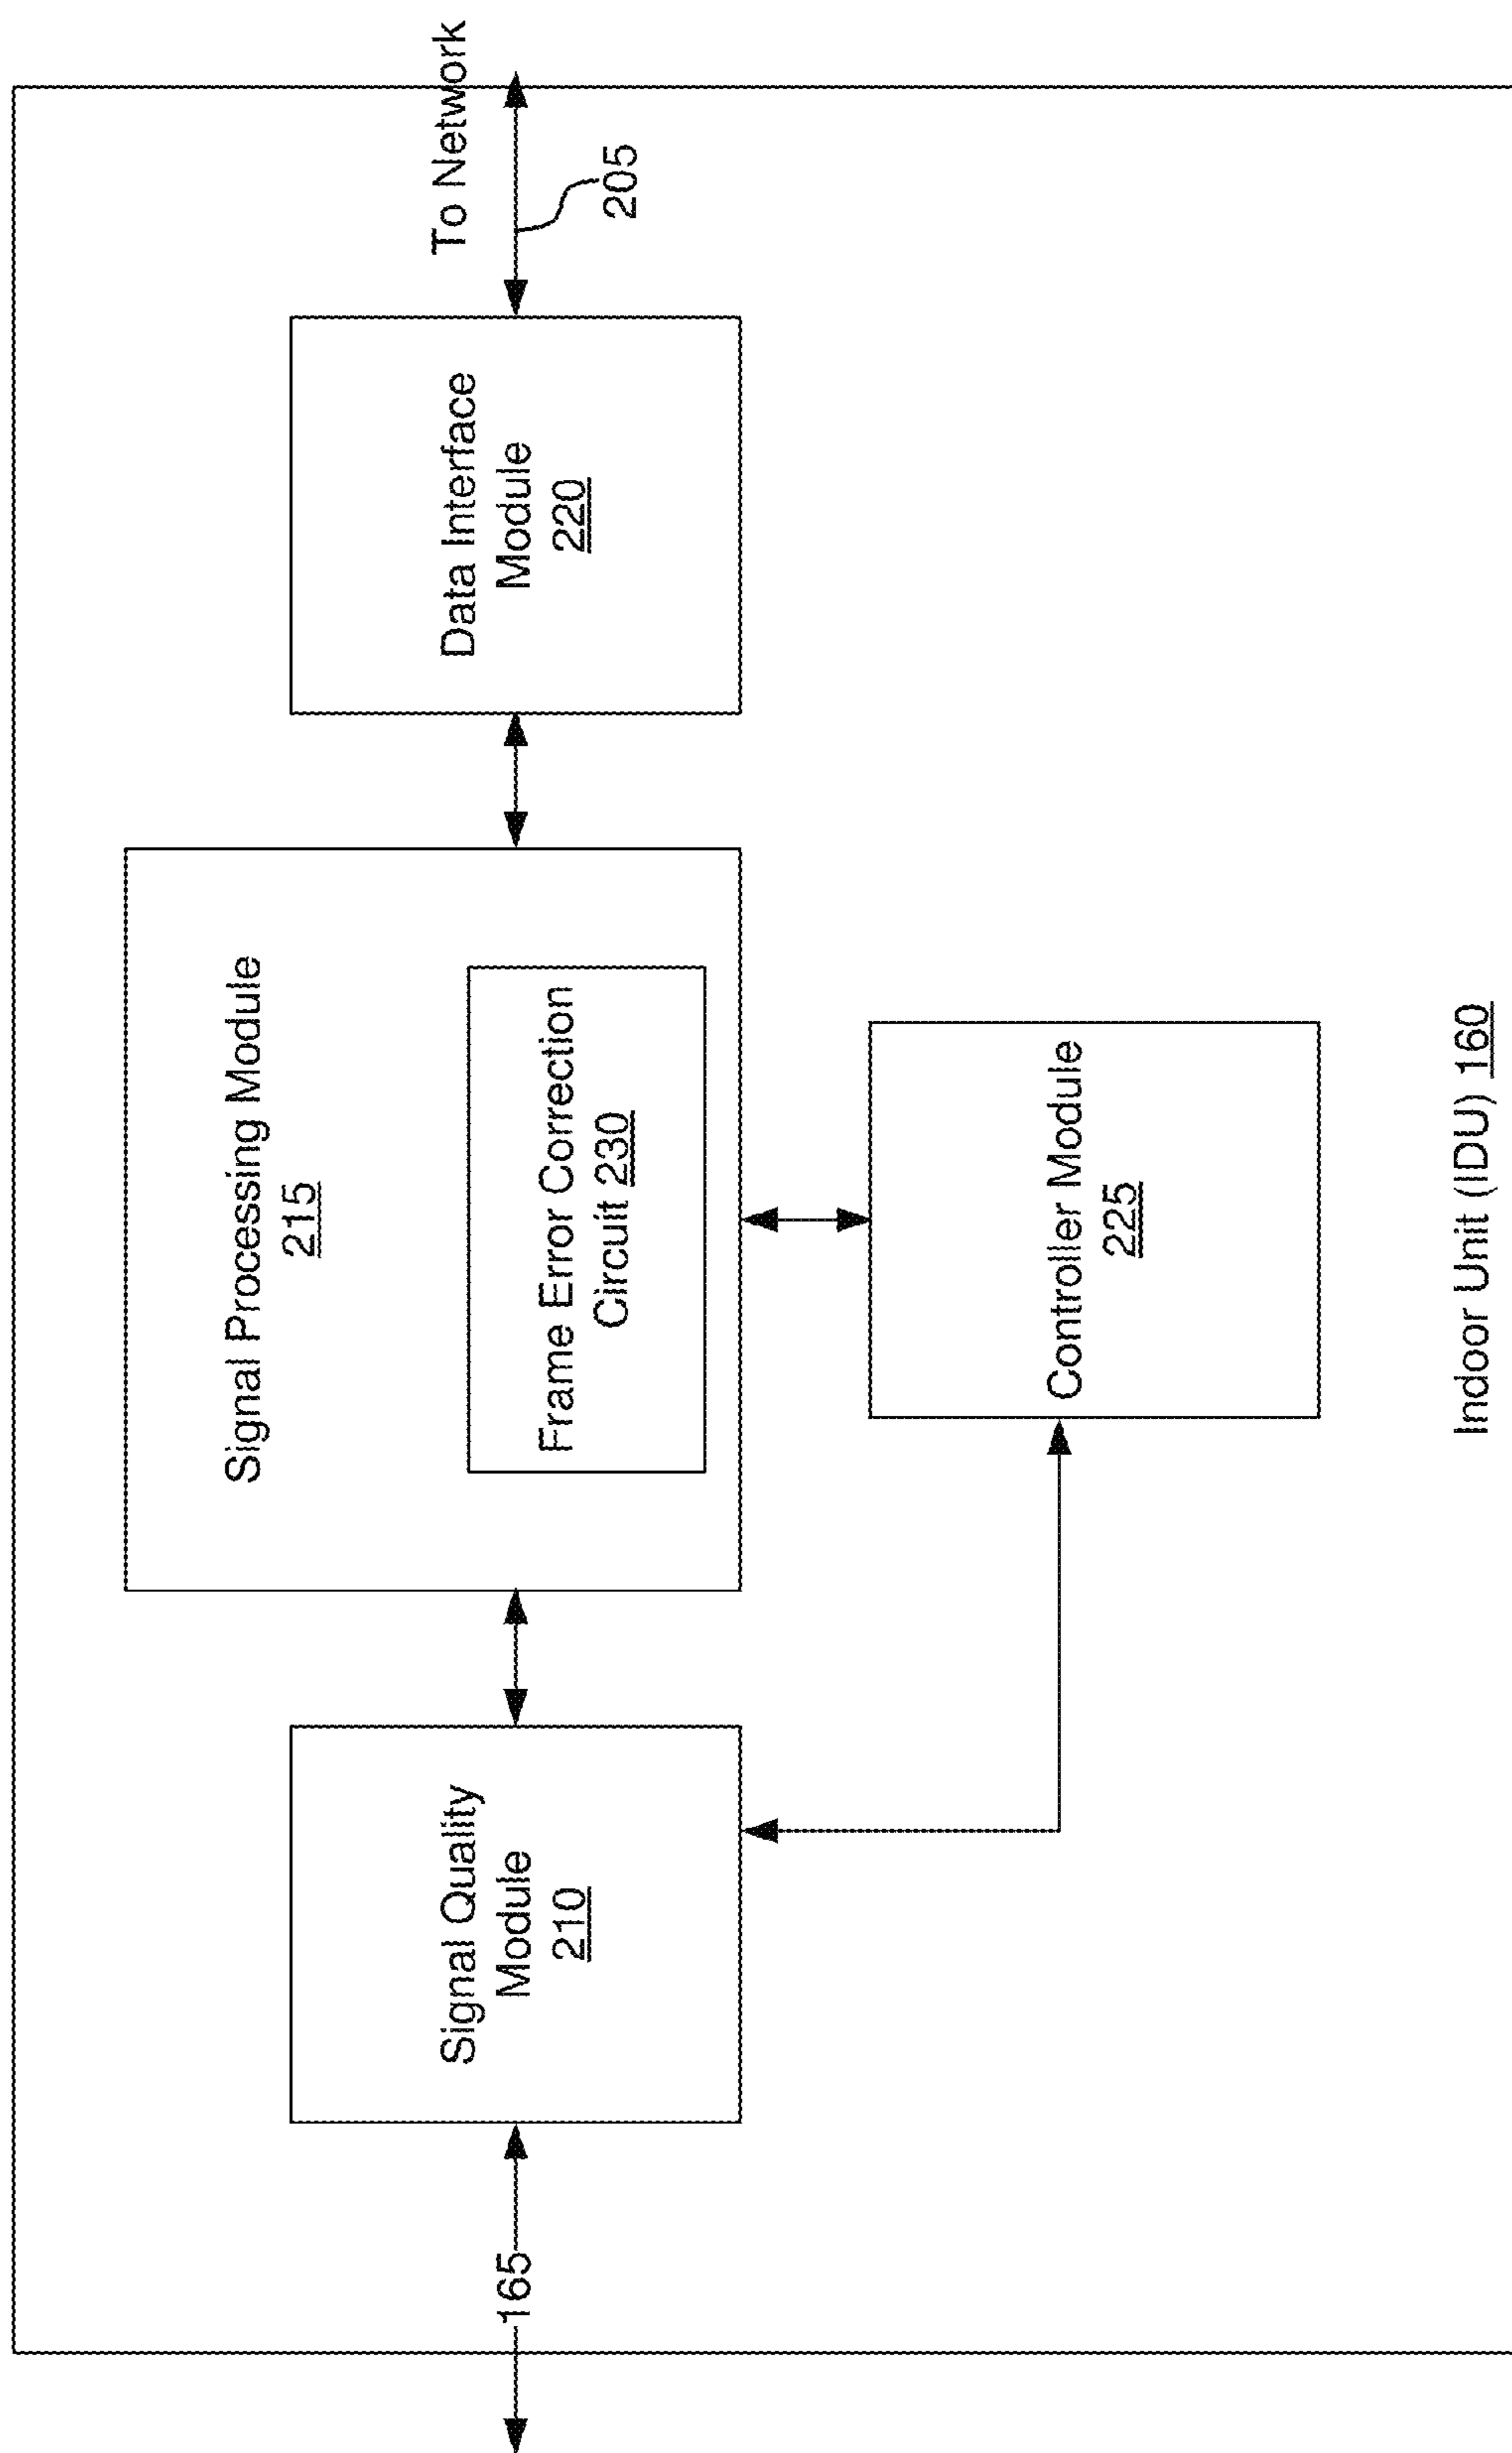 Signal Processing Module
215
To Network
165
Signal Quality
Module
210
Frame Error Correction
Circuit 230
Data Interface
Module
220
205
Controller Module
225
Indoor Unit (IDU) 160